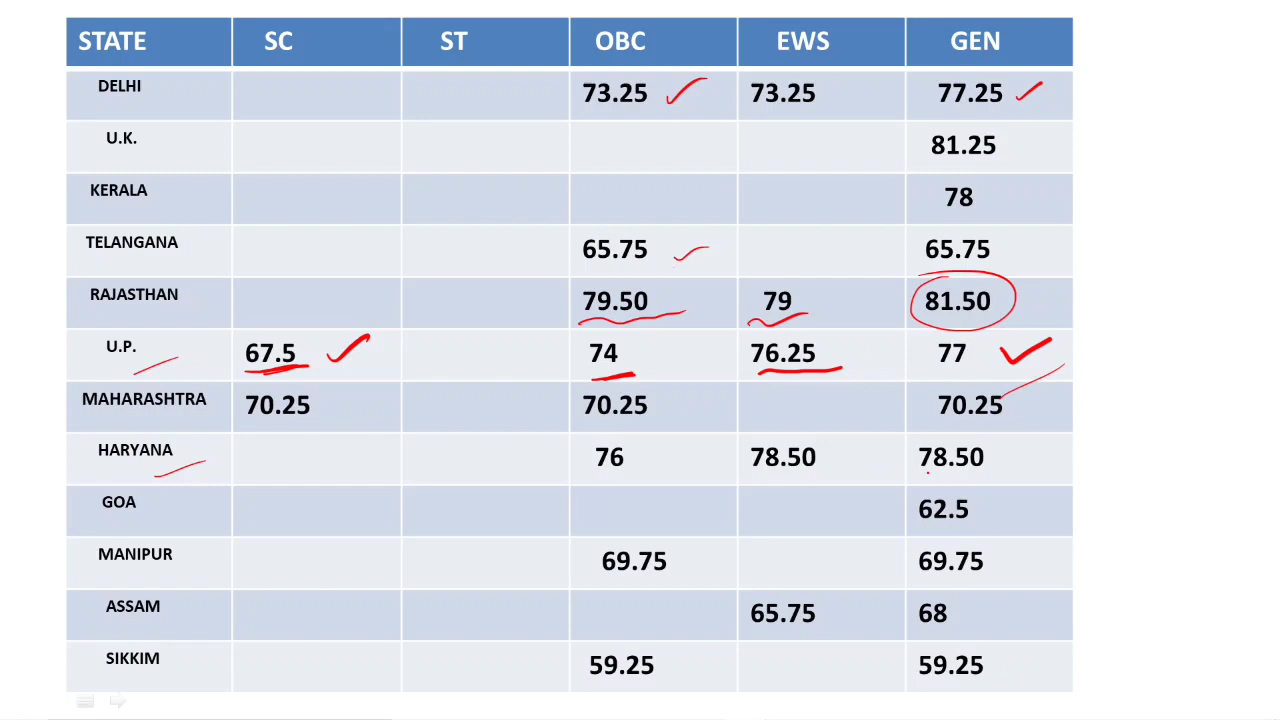 STATE SC ST OBC EWS GEN
DELHI 73.25 73.25 77.25
U.K. 81.25
KERALA 78
TELANGANA 65.75 65.75
RAJASTHAN 79.50 79 81.50
U.P. 67.5 74 76.25 77
MAHARASHTRA 70.25 70.25 70.25
HARYANA 76 78.50 78.50
GOA 62.5
MANIPUR 69.75 69.75
ASSAM 65.75 68
SIKKIM 59.25 59.25